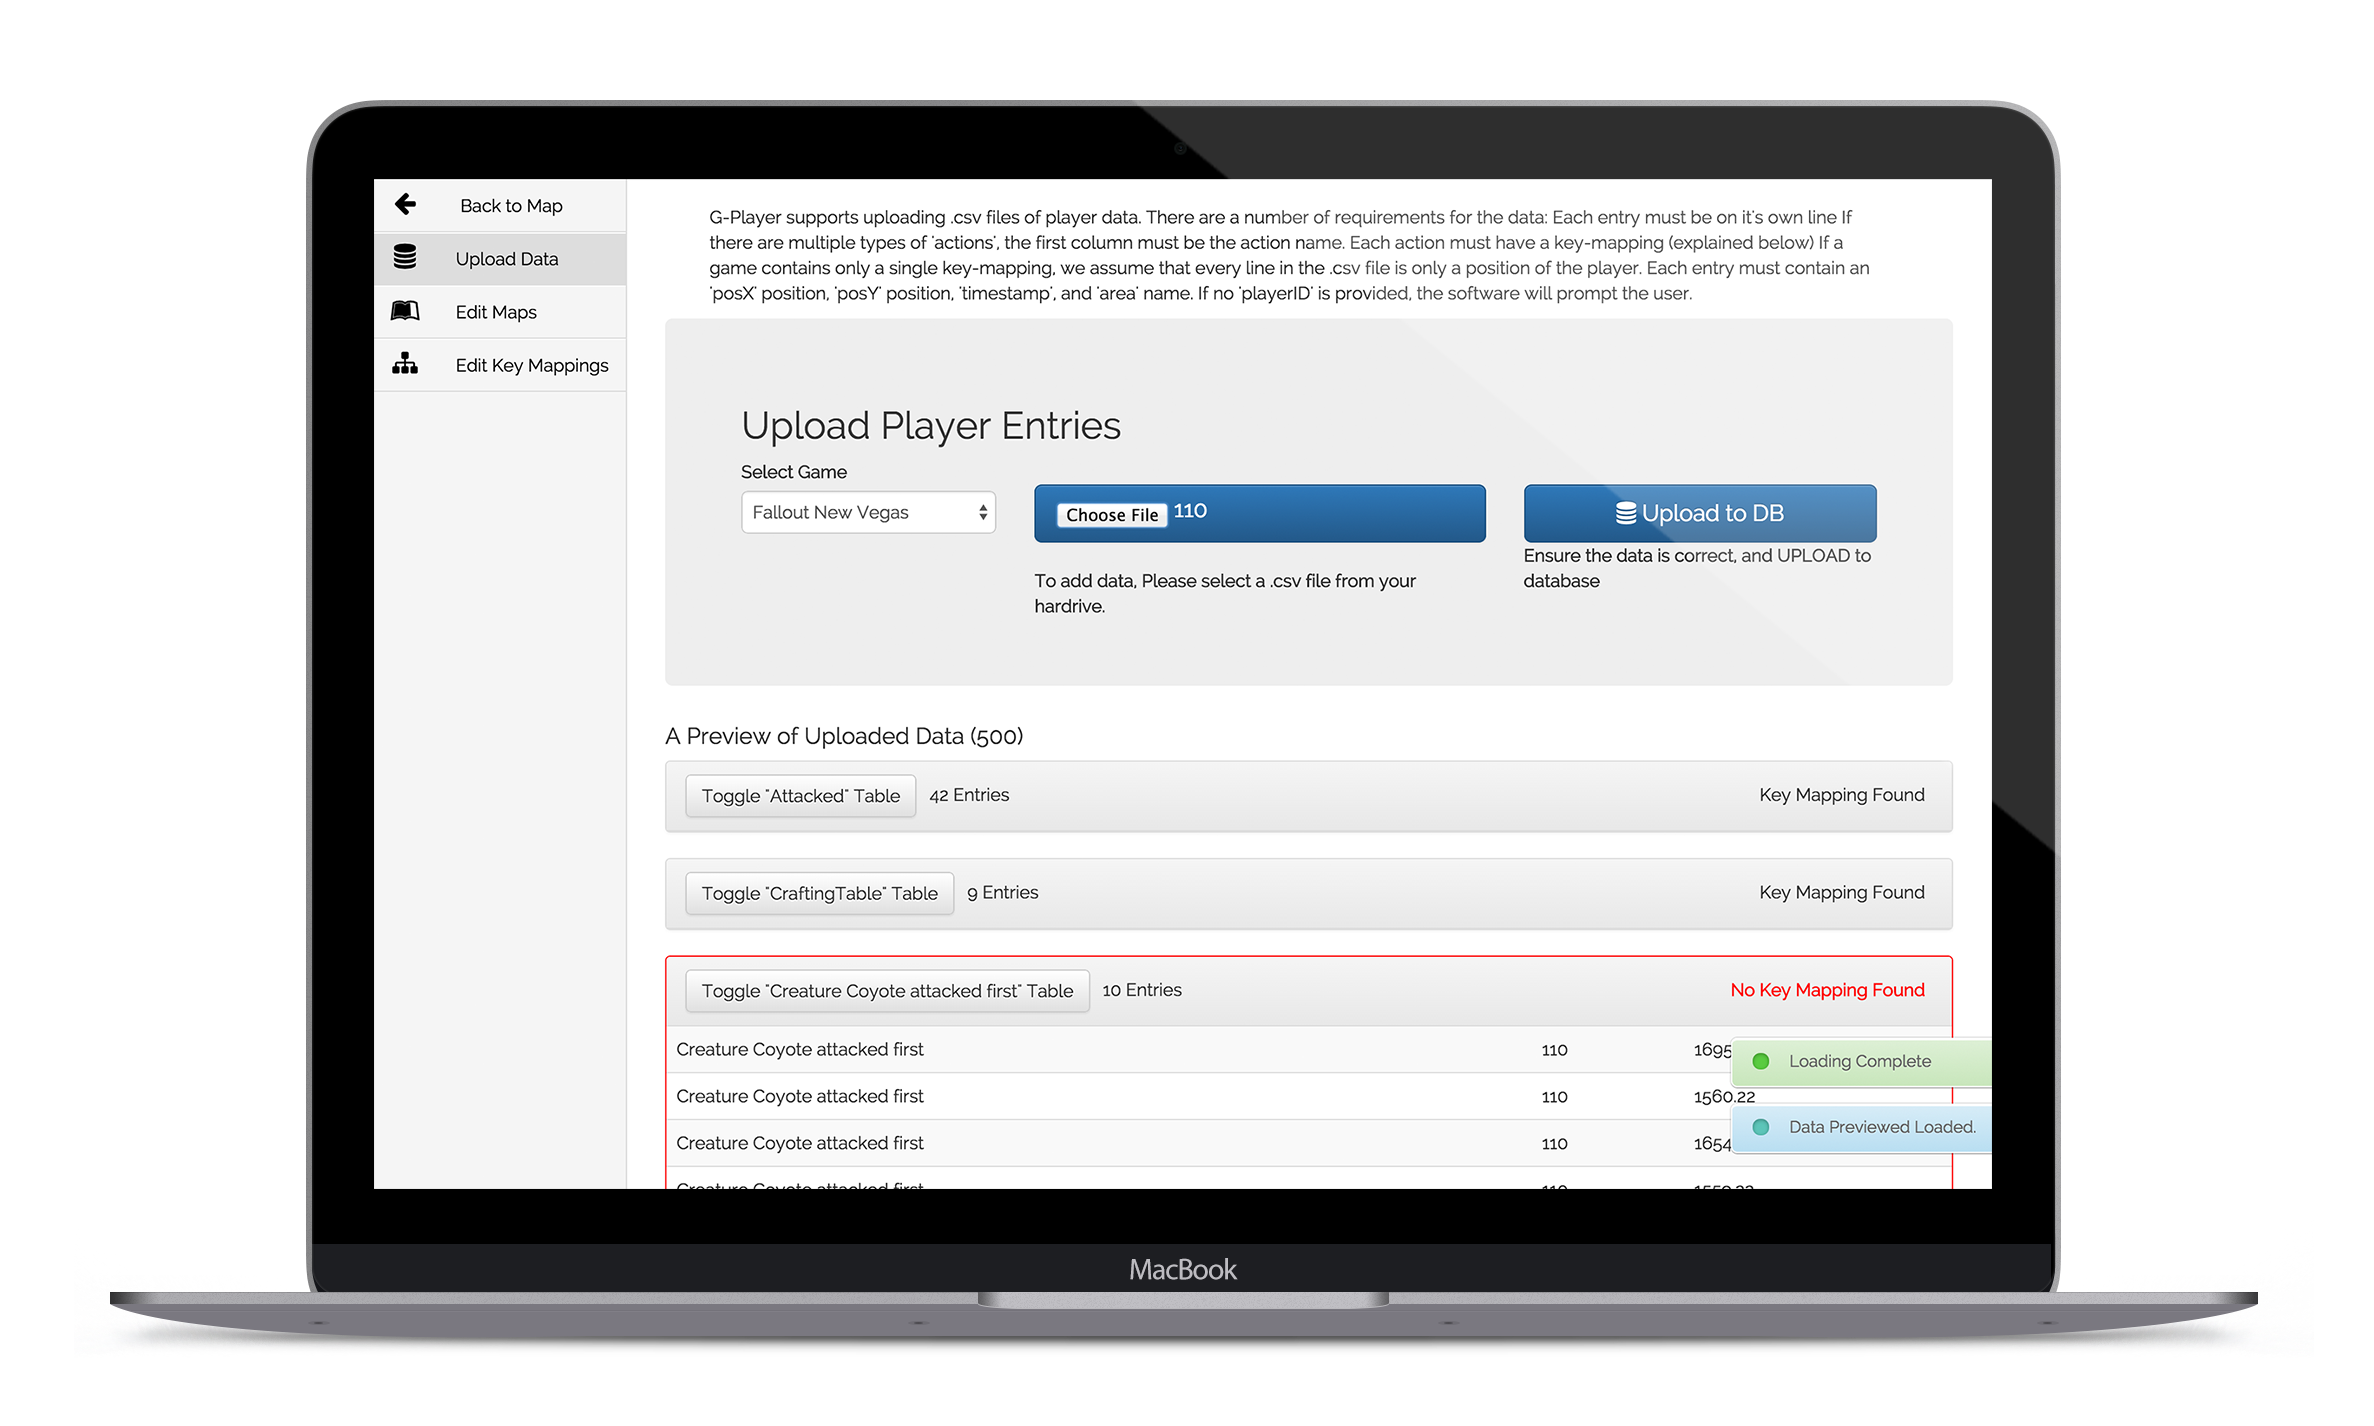 Back to Map
Upload Data
Edit Maps
Edit Key Mappings
G-Player supports uploading .csv files of player data. There are a number of requirements for the data: Each entry must be on it's own line If
there are multiple types of 'actions', the first column must be the action name. Each action must have a key-mapping (explained below) If a
game contains only a single key-mapping, we assume that every line in the .csv file is only a position of the player. Each entry must contain an
'posX' position, 'posY' position, 'timestamp', and 'area' name. If no 'playerID' is provided, the software will prompt the user.
Upload Player Entries
Select Game
Fallout New Vegas
Choose File 110
Upload to DB
To add data, Please select a .csv file from your
hardrive.
Ensure the data is correct, and UPLOAD to
database
A Preview of Uploaded Data (500)
Toggle "Attacked" Table 42 Entries Key Mapping Found
Toggle "CraftingTable" Table 9 Entries Key Mapping Found
Toggle "Creature Coyote attacked first" Table 10 Entries No Key Mapping Found
Creature Coyote attacked first 110 1695
Loading Complete
Creature Coyote attacked first 110 1560.22
Data Previewed Loaded.
Creature Coyote attacked first 110 1654
Creature Coyote attacked first 110
MacBook